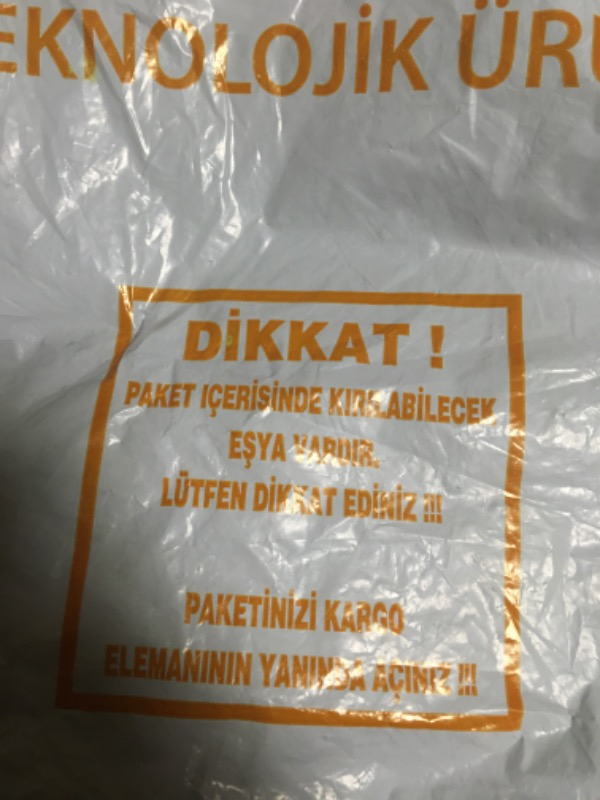 EKNOLOJİK ÜRÜ
DİKKAT !
PAKET IÇERİSİNDE KIRILABİLECEK
EŞYA VARDIR.
LÜTFEN DİKKAT EDİNİZ !!!
PAKETİNİZİ KARGO
ELEMANININ YANINDA AÇINIZ !!!